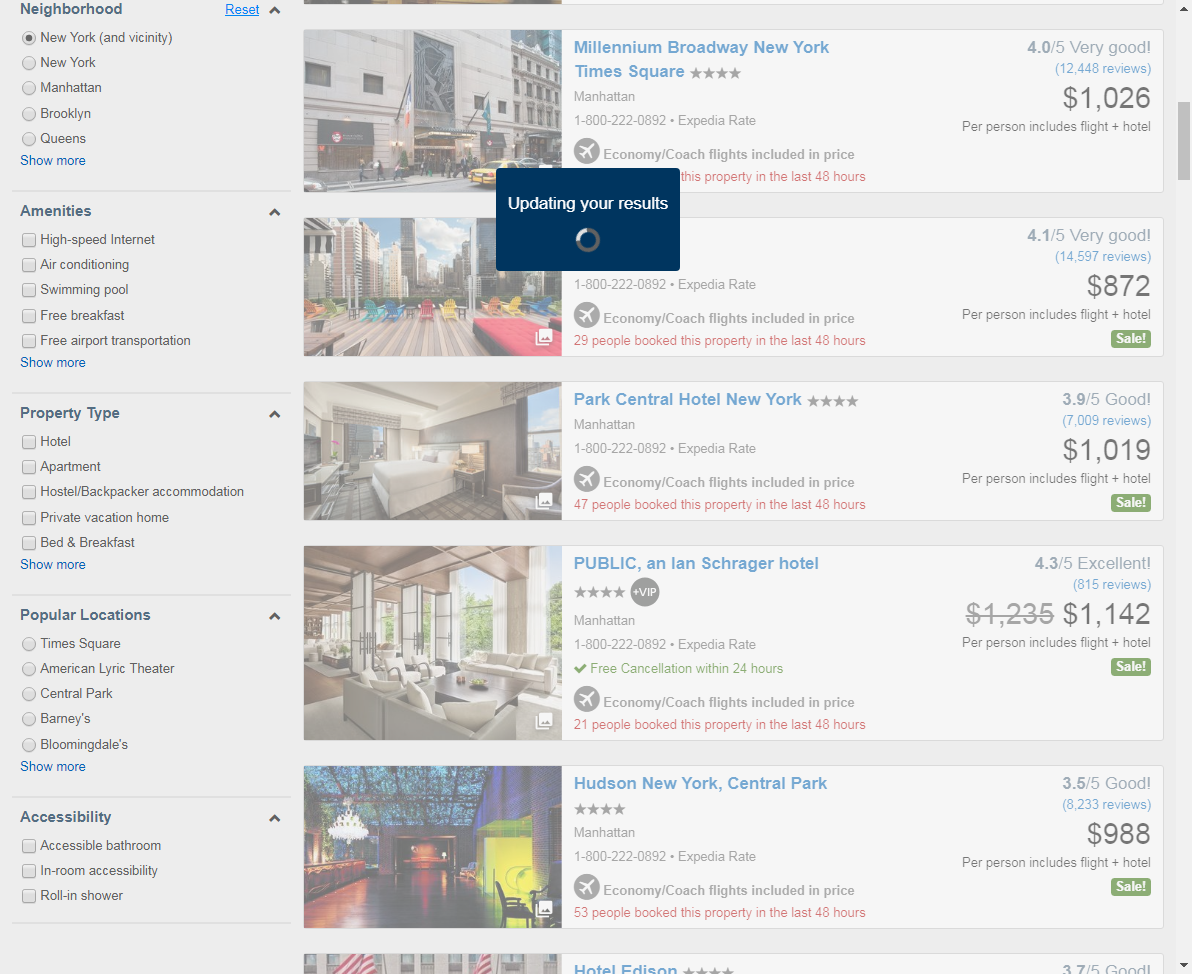 Neighborhood
Reset
New York (and vicinity)
New York
Manhattan
Brooklyn
Queens
Show more
Amenities
High-speed Internet
Air conditioning
Swimming pool
Free breakfast
Free airport transportation
Show more
Property Type
Hotel
Apartment
Hostel/Backpacker accommodation
Private vacation home
Bed & Breakfast
Show more
Popular Locations
Times Square
American Lyric Theater
Central Park
Barney's
Bloomingdale's
Show more
Accessibility
Accessible bathroom
In-room accessibility
Roll-in shower
Millennium Broadway New York
Times Square
Manhattan
1-800-222-0892 • Expedia Rate
Economy/Coach flights included in price
this property in the last 48 hours
4.0/5 Very good!
(12,448 reviews)
$1,026
Per person includes flight + hotel
Updating your results
1-800-222-0892 • Expedia Rate
Economy/Coach flights included in price
29 people booked this property in the last 48 hours
4.1/5 Very good!
(14,597 reviews)
$872
Per person includes flight + hotel
Sale!
Park Central Hotel New York
Manhattan
1-800-222-0892 • Expedia Rate
Economy/Coach flights included in price
47 people booked this property in the last 48 hours
3.9/5 Good!
(7,009 reviews)
$1,019
Per person includes flight + hotel
Sale!
PUBLIC, an Ian Schrager hotel
+VIP
Manhattan
1-800-222-0892 • Expedia Rate
Free Cancellation within 24 hours
Economy/Coach flights included in price
21 people booked this property in the last 48 hours
4.3/5 Excellent!
(815 reviews)
$1,235 $1,142
Per person includes flight + hotel
Sale!
Hudson New York, Central Park
Manhattan
1-800-222-0892 • Expedia Rate
Economy/Coach flights included in price
53 people booked this property in the last 48 hours
3.5/5 Good!
(8,233 reviews)
$988
Per person includes flight + hotel
Sale!
Hotel Edison
3.7/5 Good!